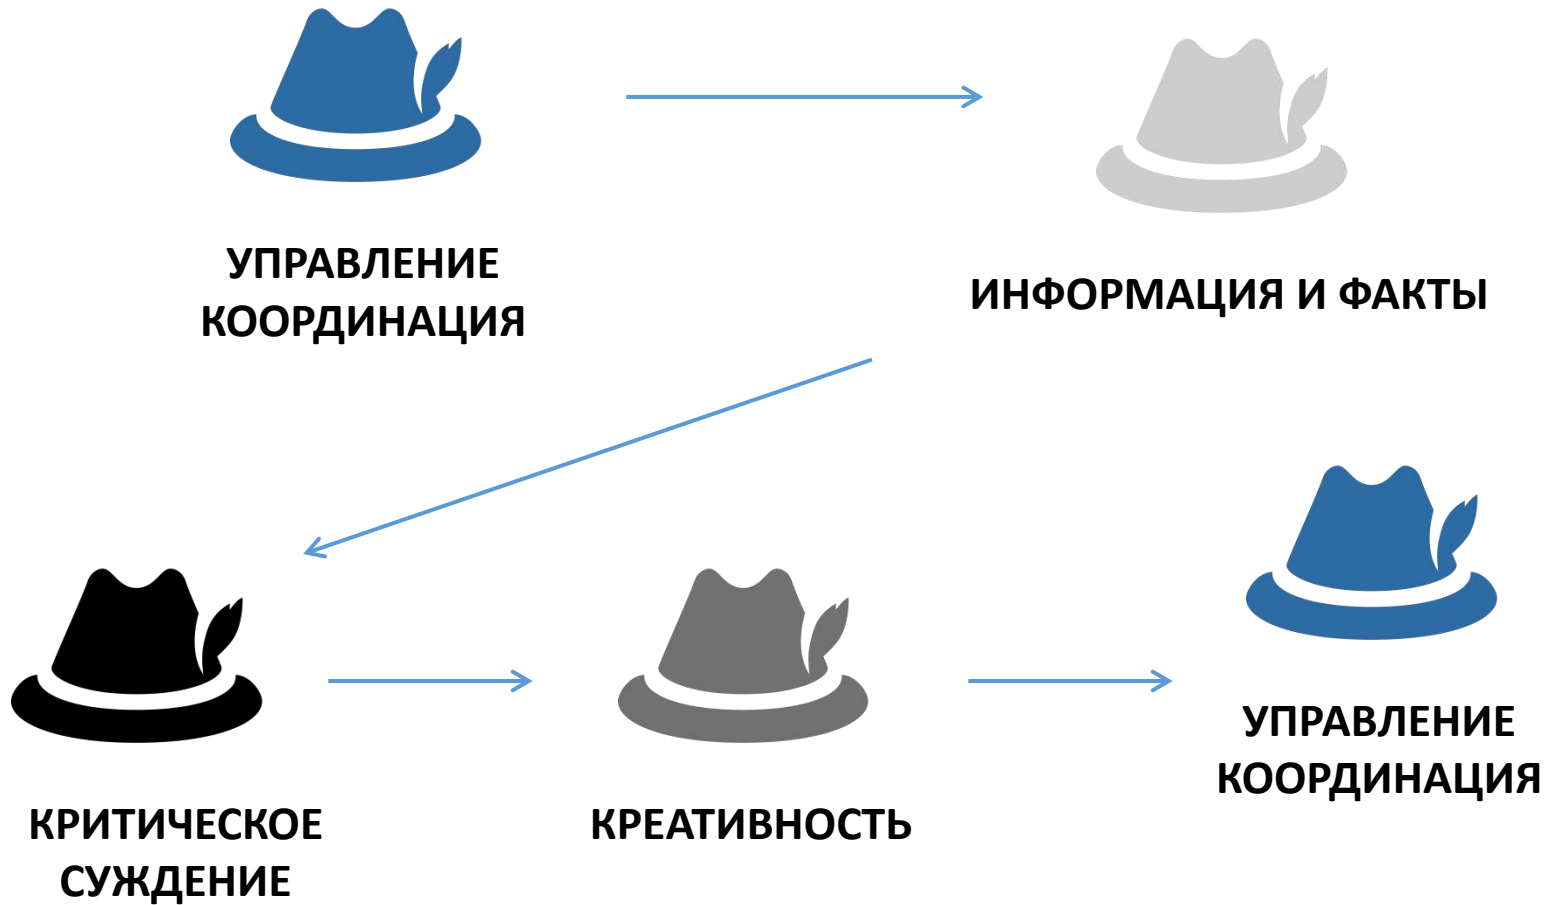 УПРАВЛЕНИЕ
КООРДИНАЦИЯ
ИНФОРМАЦИЯ И ФАКТЫ
КРИТИЧЕСКОЕ
СУЖДЕНИЕ
КРЕАТИВНОСТЬ
УПРАВЛЕНИЕ
КООРДИНАЦИЯ